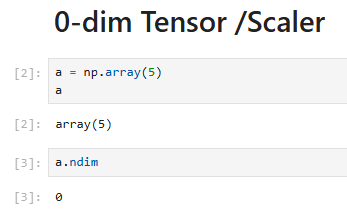 0-dim Tensor /Scaler
[2]: a = np.array(5)
a
[2]: array(5)
[3]: a.ndim
[3]: 0